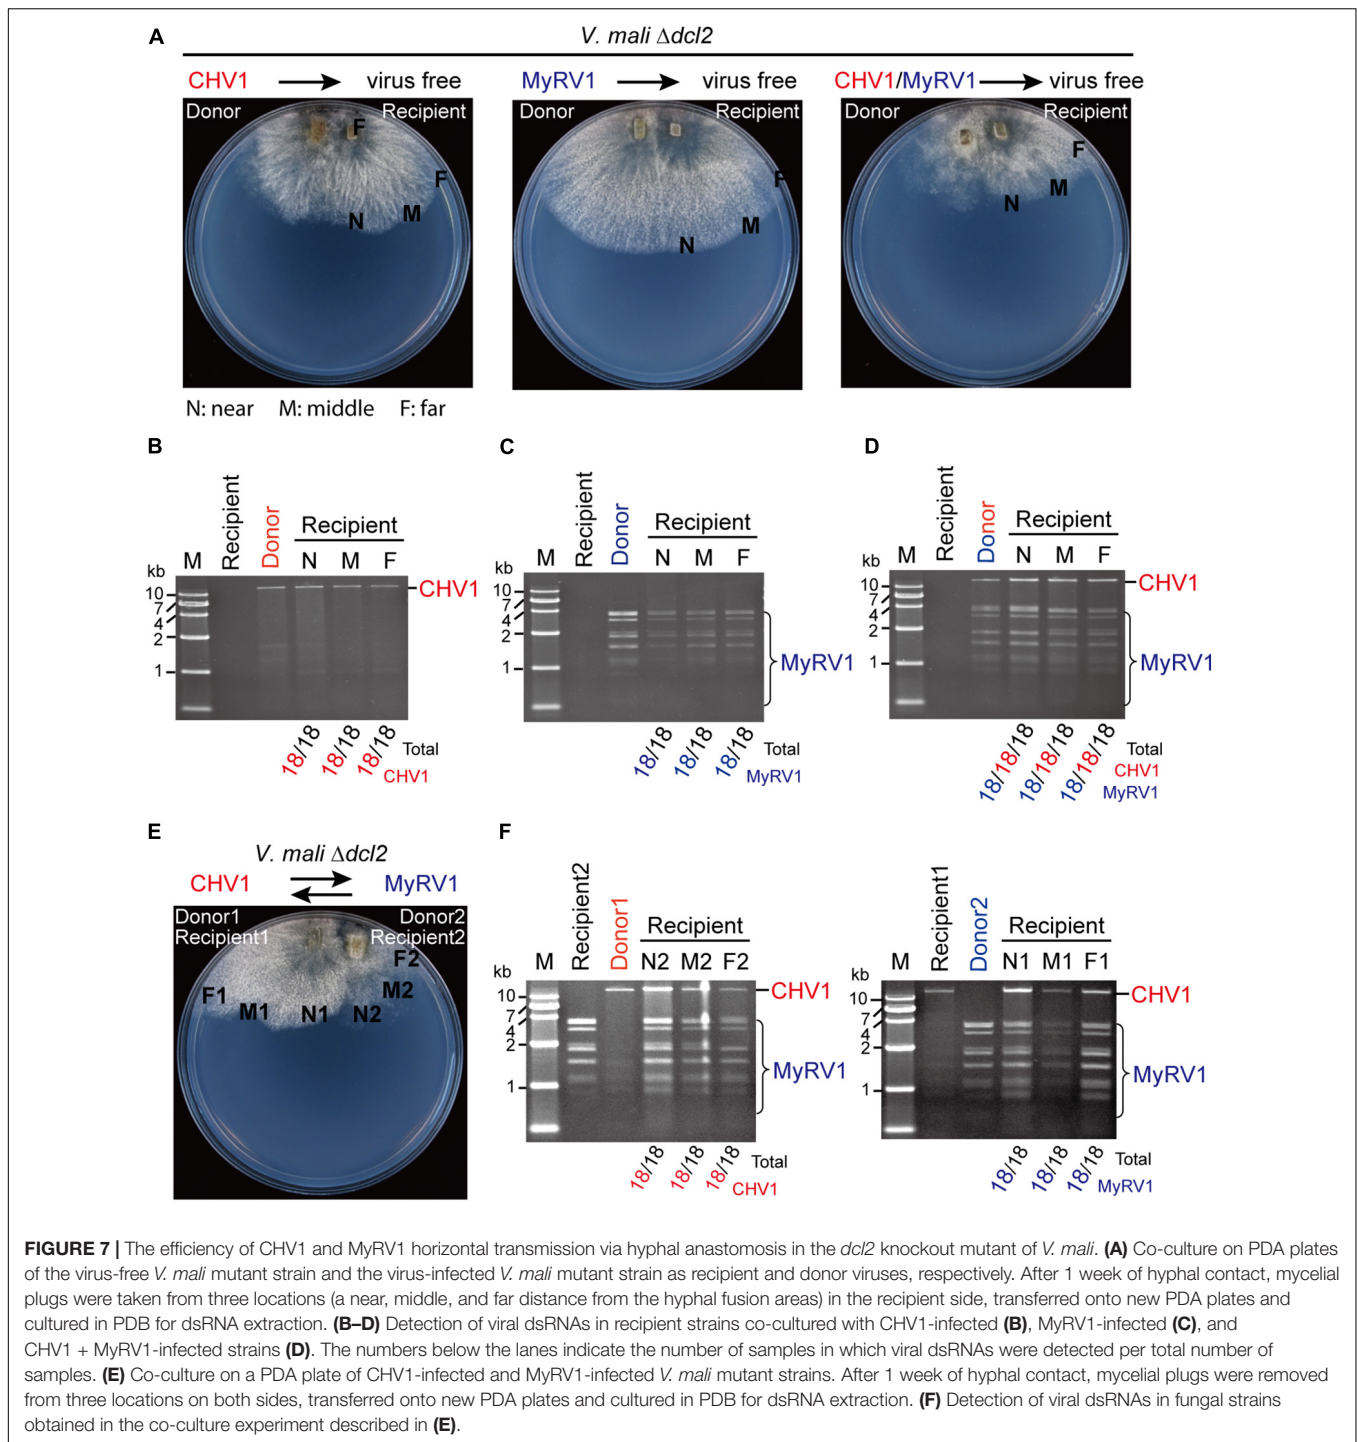 A
V. mali Δdcl2
CHV1 → virus free
MyRV1 → virus free
CHV1/MyRV1 → virus free
Donor Recipient
Donor Recipient
Donor Recipient
F
F
M
N
F
M
N
F
M
N
N: near M: middle F: far
B
Recipient
Donor
Recipient
M N M F
kb
10
7
4
2
1
CHV1
18/18 18/18 18/18 Total
CHV1
C
Recipient
Donor
Recipient
M N M F
kb
10
7
4
2
1
MyRV1
18/18 18/18 18/18 Total
MyRV1
D
Recipient
Donor
Recipient
M N M F
kb
10
7
4
2
1
CHV1
MyRV1
18/18/18 18/18/18 18/18/18 Total
CHV1
MyRV1
E
V. mali Δdcl2
CHV1 MyRV1
Donor1 Donor2
Recipient1 Recipient2
F2
F1 M2
M1 N1 N2
F
Recipient2
Donor1
Recipient
M N2 M2 F2
kb
10
7
4
2
1
CHV1
MyRV1
18/18 18/18 18/18 Total
CHV1
Recipient1
Donor2
Recipient
M N1 M1 F1
kb
10
7
4
2
1
CHV1
MyRV1
18/18 18/18 18/18 Total
MyRV1
FIGURE 7 | The efficiency of CHV1 and MyRV1 horizontal transmission via hyphal anastomosis in the dcl2 knockout mutant of V. mali. (A) Co-culture on PDA plates
of the virus-free V. mali mutant strain and the virus-infected V. mali mutant strain as recipient and donor viruses, respectively. After 1 week of hyphal contact, mycelial
plugs were taken from three locations (a near, middle, and far distance from the hyphal fusion areas) in the recipient side, transferred onto new PDA plates and
cultured in PDB for dsRNA extraction. (B–D) Detection of viral dsRNAs in recipient strains co-cultured with CHV1-infected (B), MyRV1-infected (C), and
CHV1 + MyRV1-infected strains (D). The numbers below the lanes indicate the number of samples in which viral dsRNAs were detected per total number of
samples. (E) Co-culture on a PDA plate of CHV1-infected and MyRV1-infected V. mali mutant strains. After 1 week of hyphal contact, mycelial plugs were removed
from three locations on both sides, transferred onto new PDA plates and cultured in PDB for dsRNA extraction. (F) Detection of viral dsRNAs in fungal strains
obtained in the co-culture experiment described in (E).